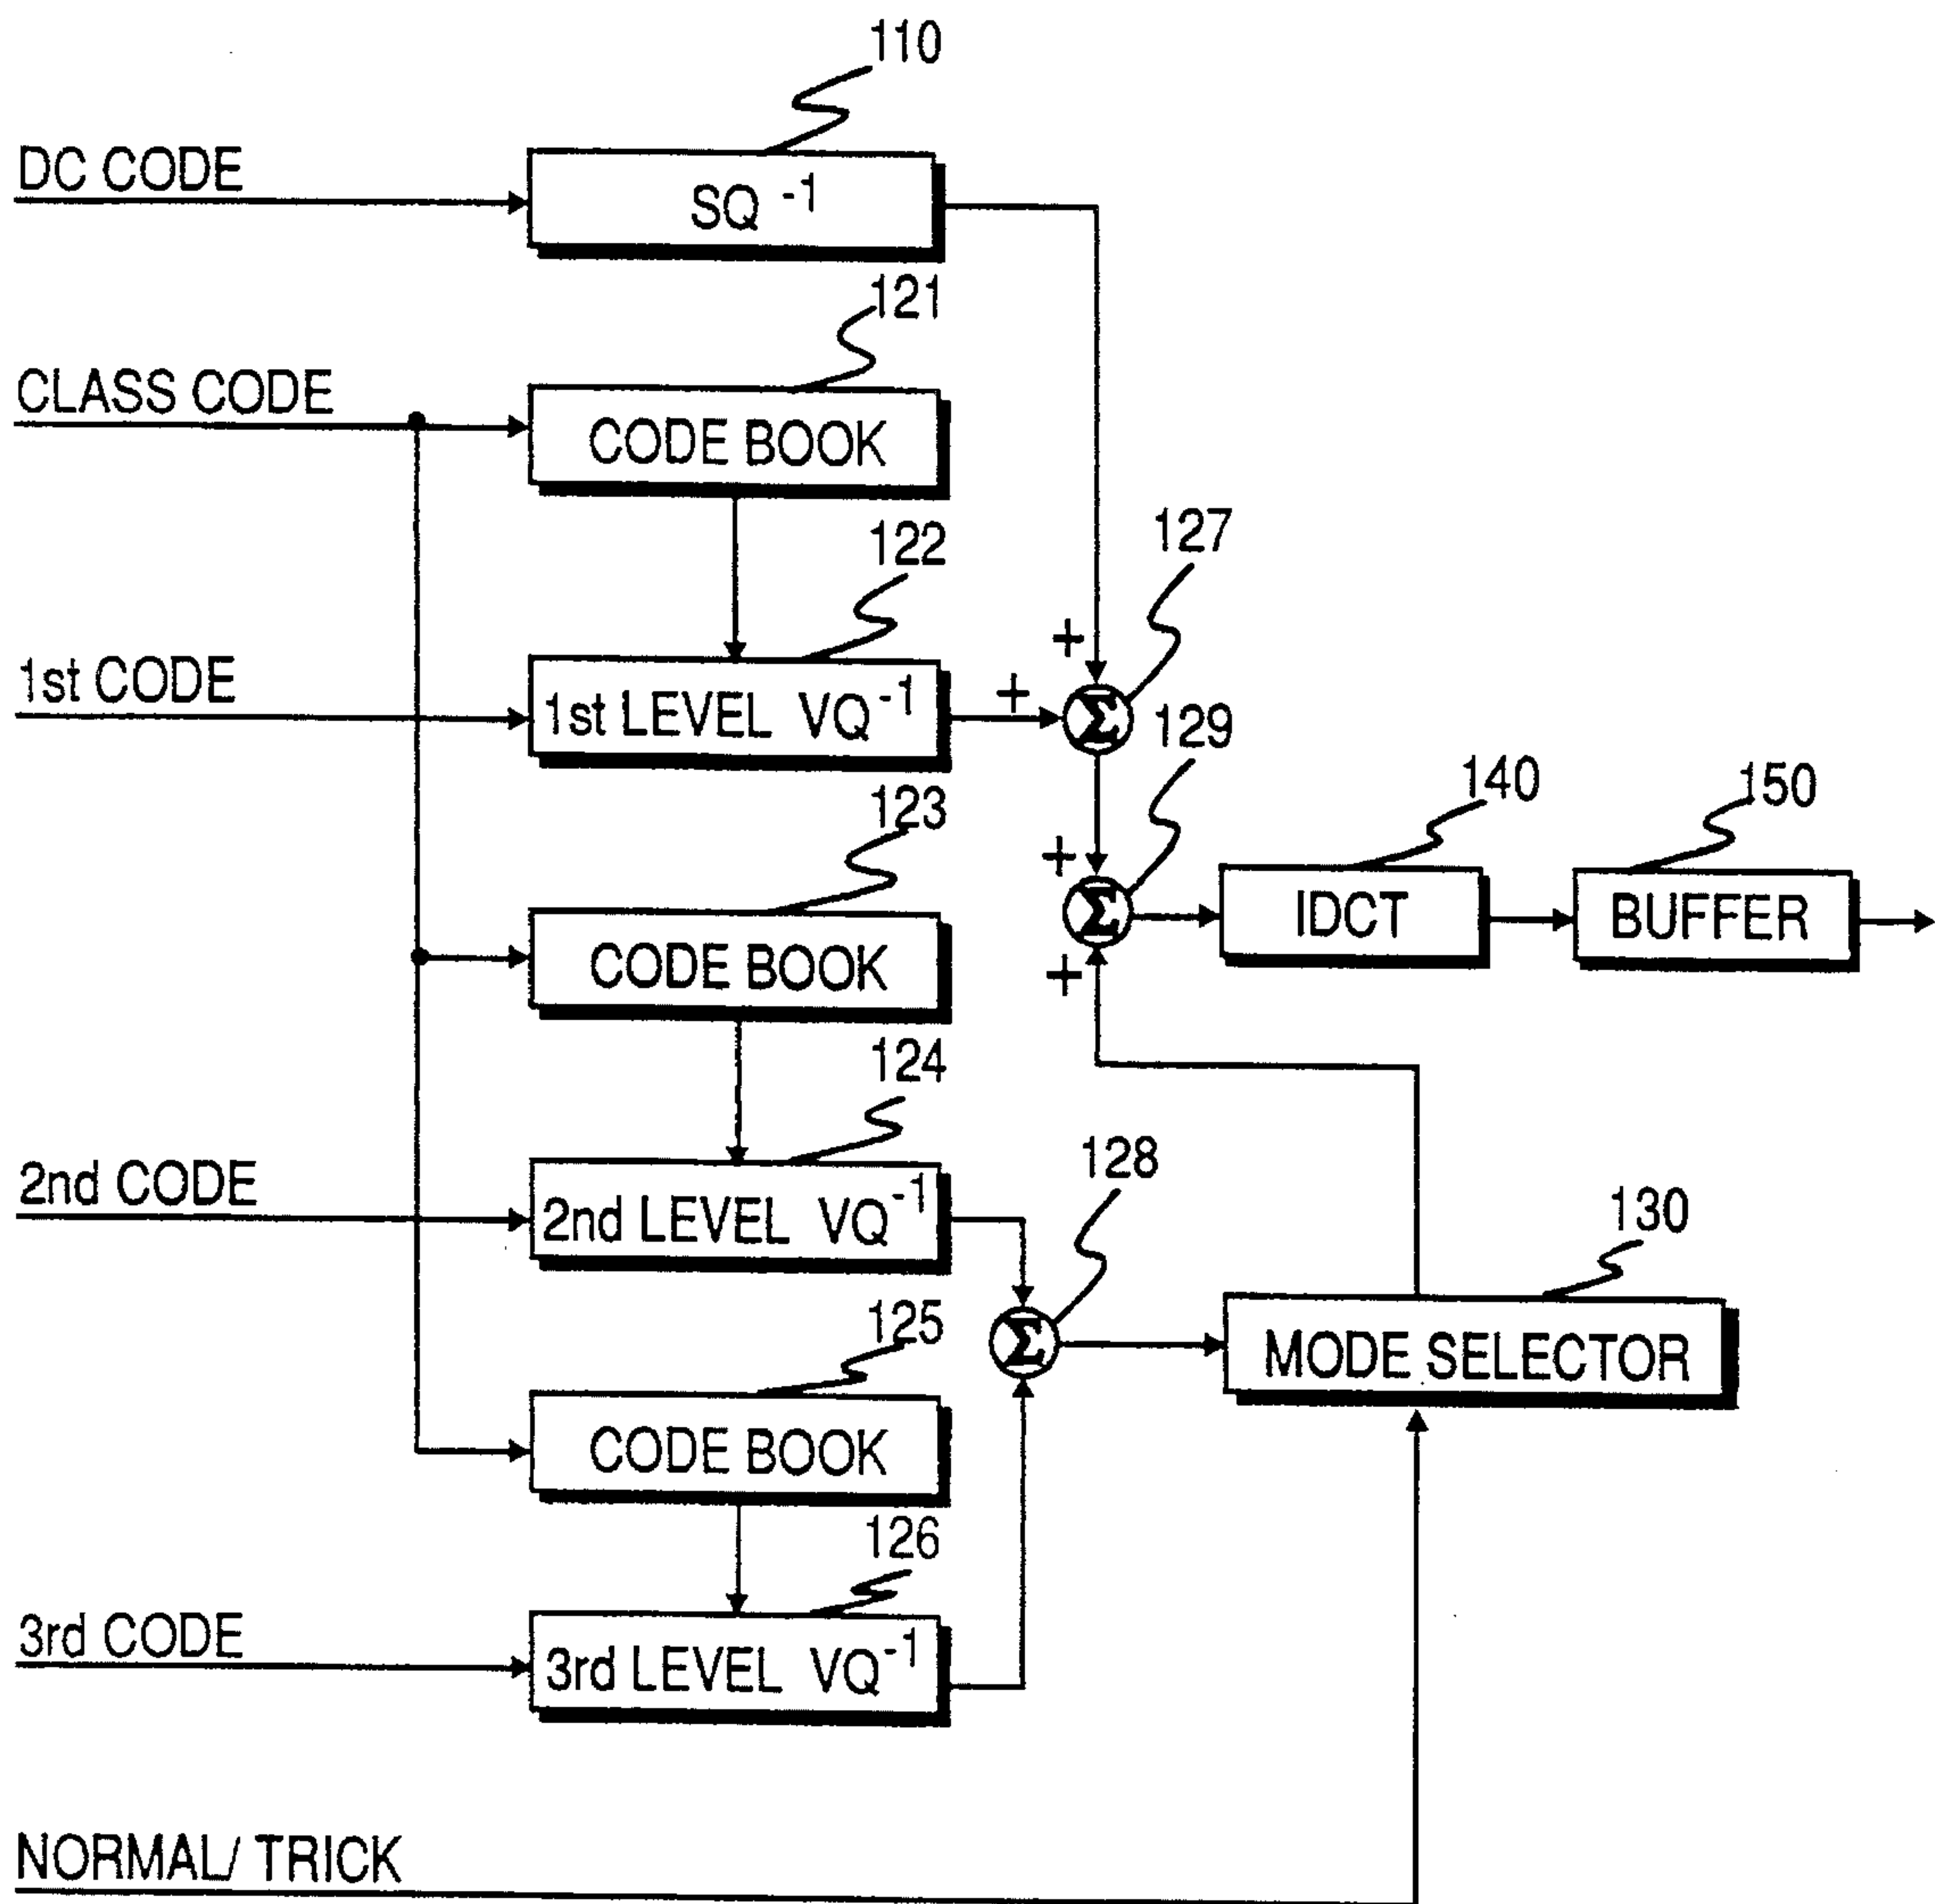 110
DC CODE
SQ -1
121
CLASS CODE
CODE BOOK
122
127
1st CODE
1st LEVEL VQ-1
+
+
Σ
129
123
140
150
CODE BOOK
+
Σ
+
IDCT
BUFFER
124
128
2nd CODE
2nd LEVEL VQ-1
130
125
Σ
MODE SELECTOR
CODE BOOK
126
3rd CODE
3rd LEVEL VQ-1
NORMAL/ TRICK